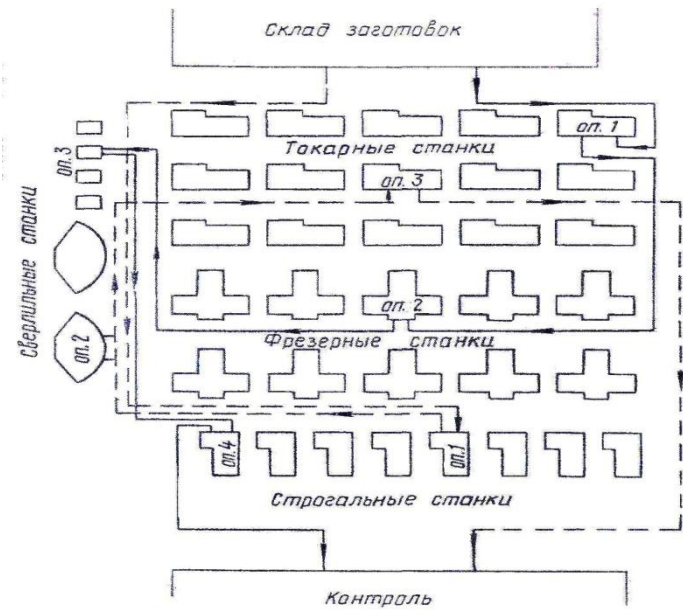 Склад заготовок
оп. 1
Токарные станки
оп. 3
оп. 3
Сверлильные станки
оп. 2
оп. 2
Фрезерные станки
оп. 4
оп. 1
Строгальные станки
Контроль